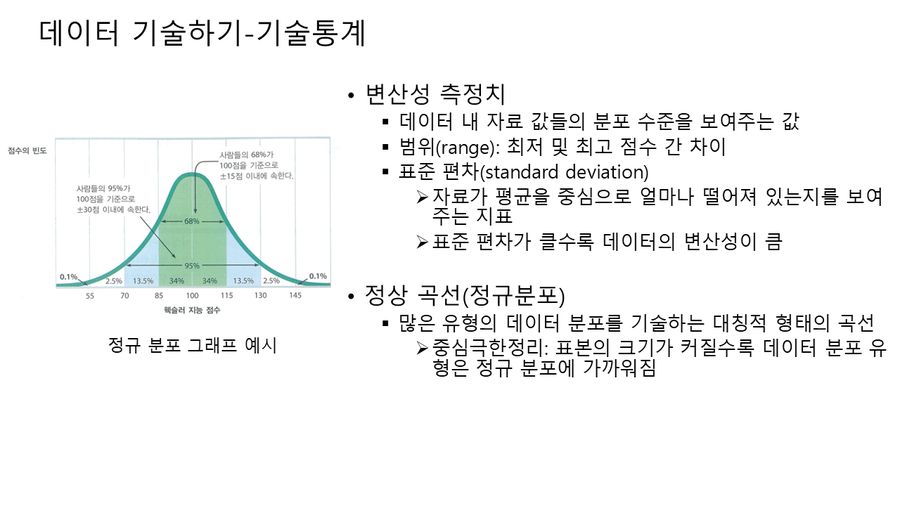 데이터 기술하기-기술통계
• 변산성 측정치
▪ 데이터 내 자료 값들의 분포 수준을 보여주는 값
▪ 범위(range): 최저 및 최고 점수 간 차이
▪ 표준 편차(standard deviation)
➢자료가 평균을 중심으로 얼마나 떨어져 있는지를 보여
주는 지표
➢표준 편차가 클수록 데이터의 변산성이 큼
• 정상 곡선(정규분포)
▪ 많은 유형의 데이터 분포를 기술하는 대칭적 형태의 곡선
➢중심극한정리: 표본의 크기가 커질수록 데이터 분포 유
형은 정규 분포에 가까워짐
점수의 빈도
사람들의 68%가
100점을 기준으로
±15점 이내에 속한다.
사람들의 95%가
100점을 기준으로
±30점 이내에 속한다.
68%
95%
0.1% 2.5% 13.5% 34% 34% 13.5% 2.5% 0.1%
55 70 85 100 115 130 145
웩슬러 지능 점수
정규 분포 그래프 예시